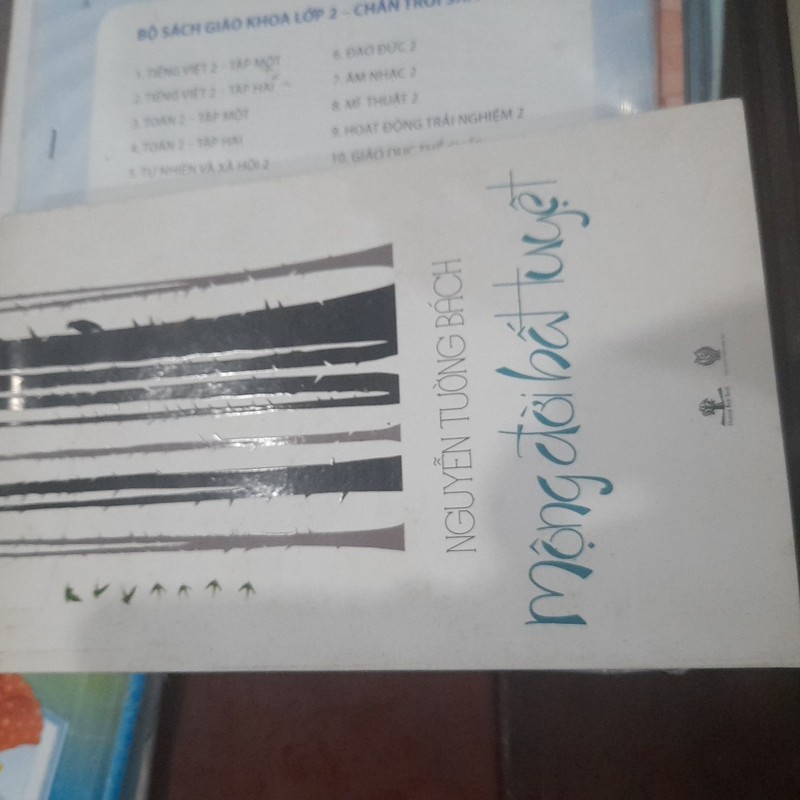 BỘ SÁCH GIÁO KHOA LỚP 2 – CHÂN TRỜI
1. TIẾNG VIỆT 2 – TẬP MỘT
2. TIẾNG VIỆT 2 – TẬP HAI
3. TOÁN 2 – TẬP MỘT
4. TOÁN 2 – TẬP HAI
5. TỰ NHIÊN VÀ XÃ HỘI 2
6. ĐẠO ĐỨC 2
7. ÂM NHẠC 2
8. MĨ THUẬT 2
9. HOẠT ĐỘNG TRẢI NGHIỆM 2
10. GIÁO DỤC THỂ
NGUYỄN TƯỜNG BÁCH
mộng đời bất tuyệt